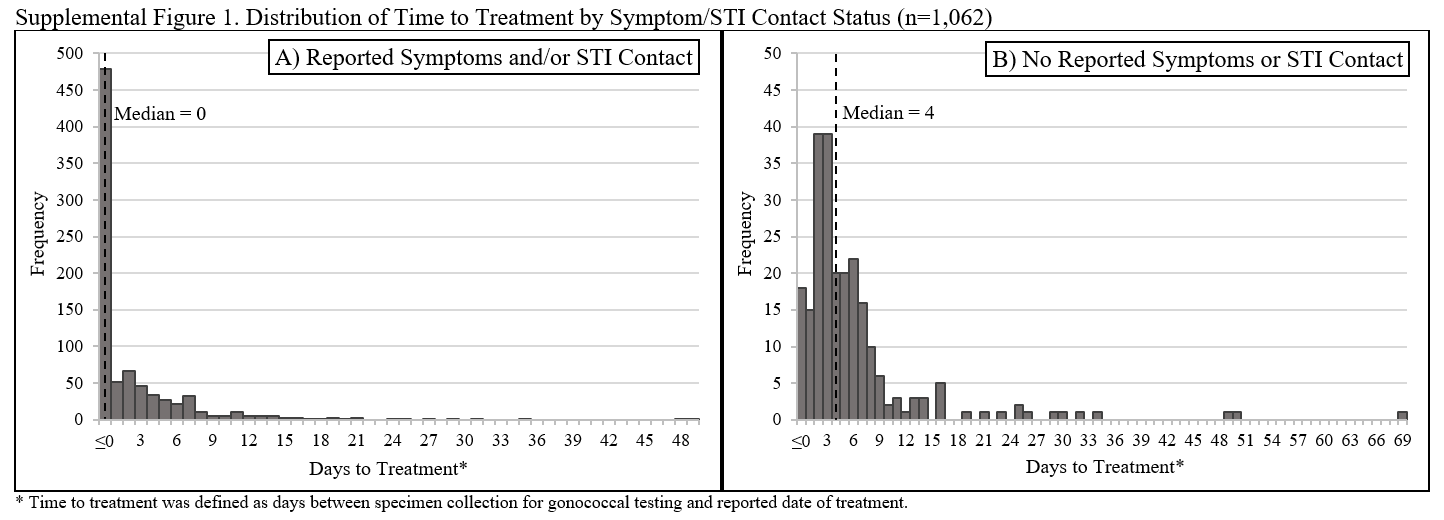 Supplemental Figure 1. Distribution of Time to Treatment by Symptom/STI Contact Status (n=1,062)
A) Reported Symptoms and/or STI Contact
Median = 0
Frequency
500
450
400
350
300
250
200
150
100
50
0
≤0 3 6 9 12 15 18 21 24 27 30 33 36 39 42 45 48
Days to Treatment*
B) No Reported Symptoms or STI Contact
Median = 4
Frequency
50
45
40
35
30
25
20
15
10
5
0
≤0 3 6 9 12 15 18 21 24 27 30 33 36 39 42 45 48 51 54 57 60 63 66 69
Days to Treatment*
* Time to treatment was defined as days between specimen collection for gonococcal testing and reported date of treatment.